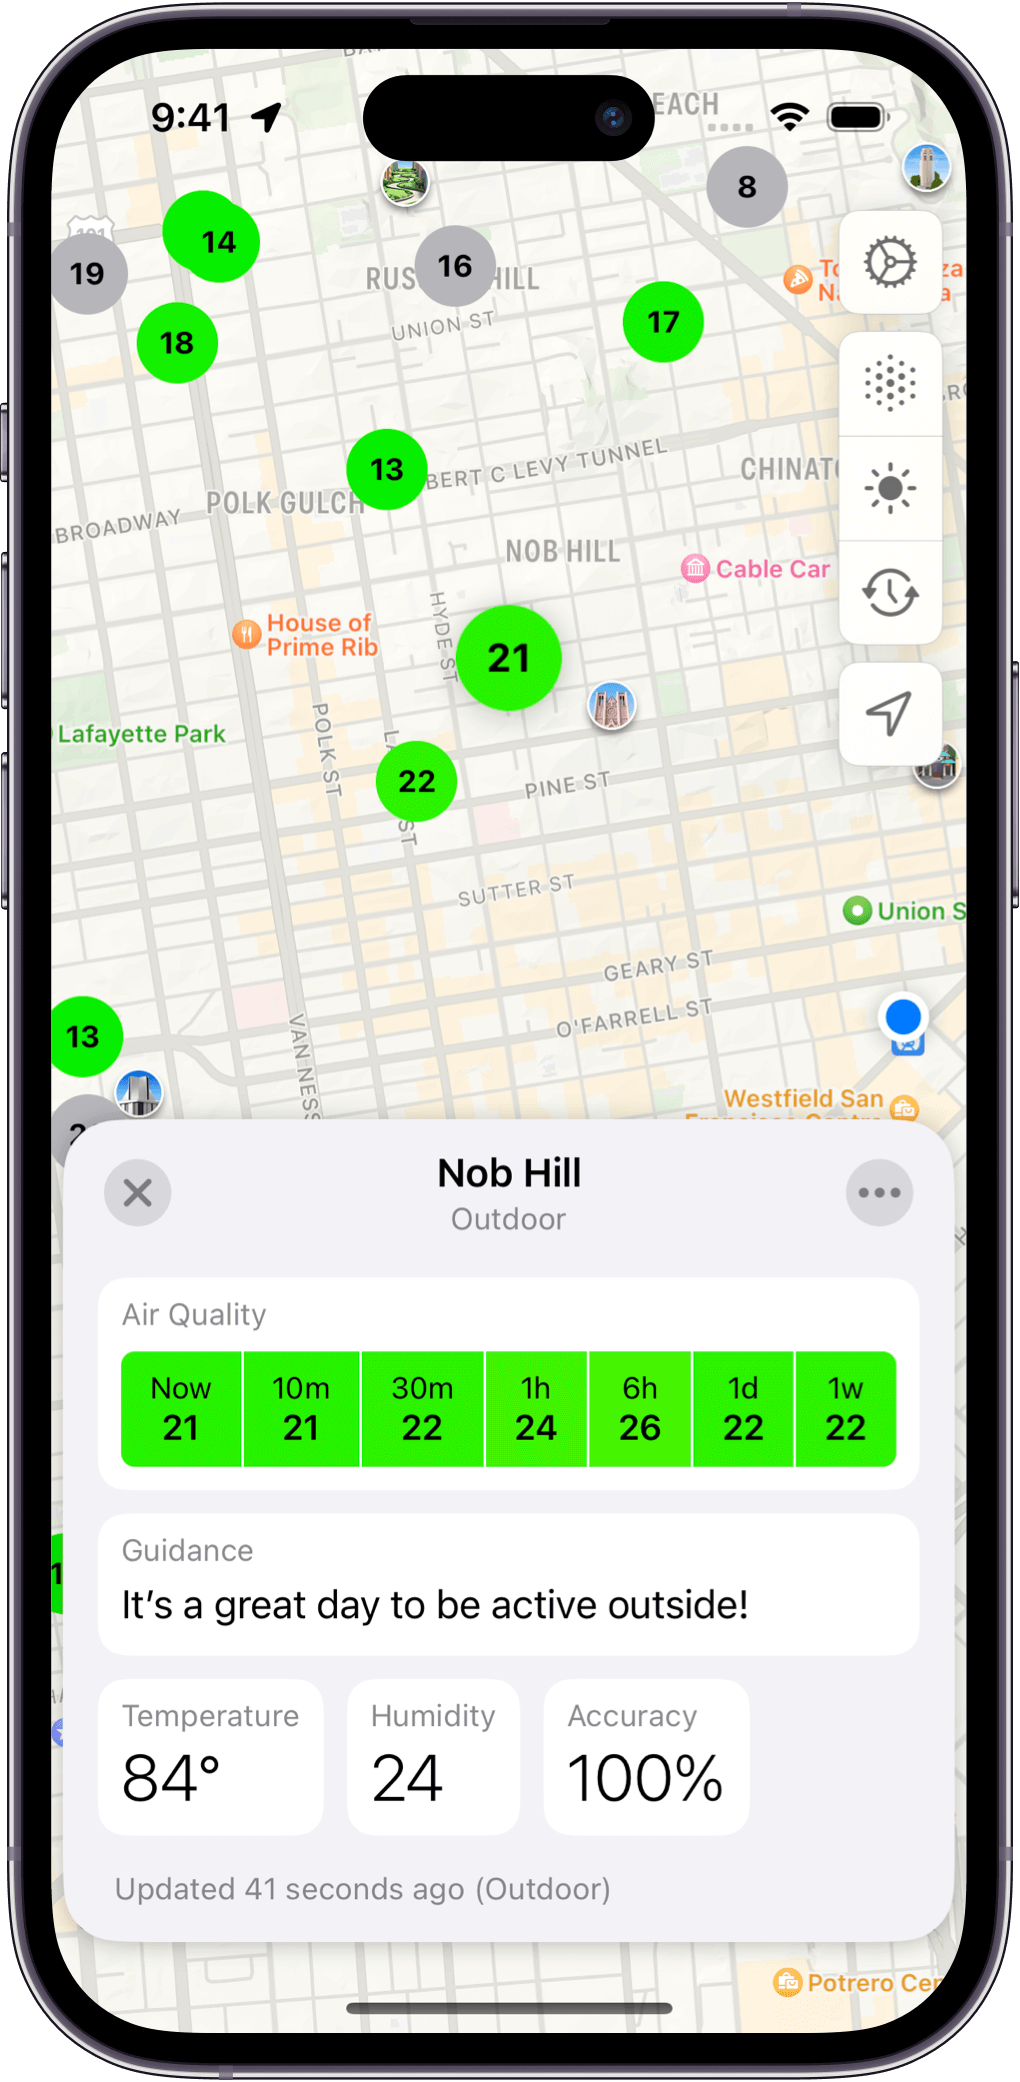 9:41
EACH
8
14
19
16
RUS
HILL
UNION ST
17
18
13
BERT C LEVY TUNNEL
CHINAT
POLK GULCH
BROADWAY
NOB HILL
Cable Car
HYDE ST
House of
Prime Rib
21
Lafayette Park
POLK ST
22
PINE ST
SUTTER ST
Union S
GEARY ST
O'FARRELL ST
13
VAN NESS
Westfield San
Nob Hill
Outdoor
Air Quality
Now 10m 30m 1h 6h 1d 1w
21 21 22 24 26 22 22
Guidance
It's a great day to be active outside!
Temperature Humidity Accuracy
84° 24 100%
Updated 41 seconds ago (Outdoor)
Potrero Cen